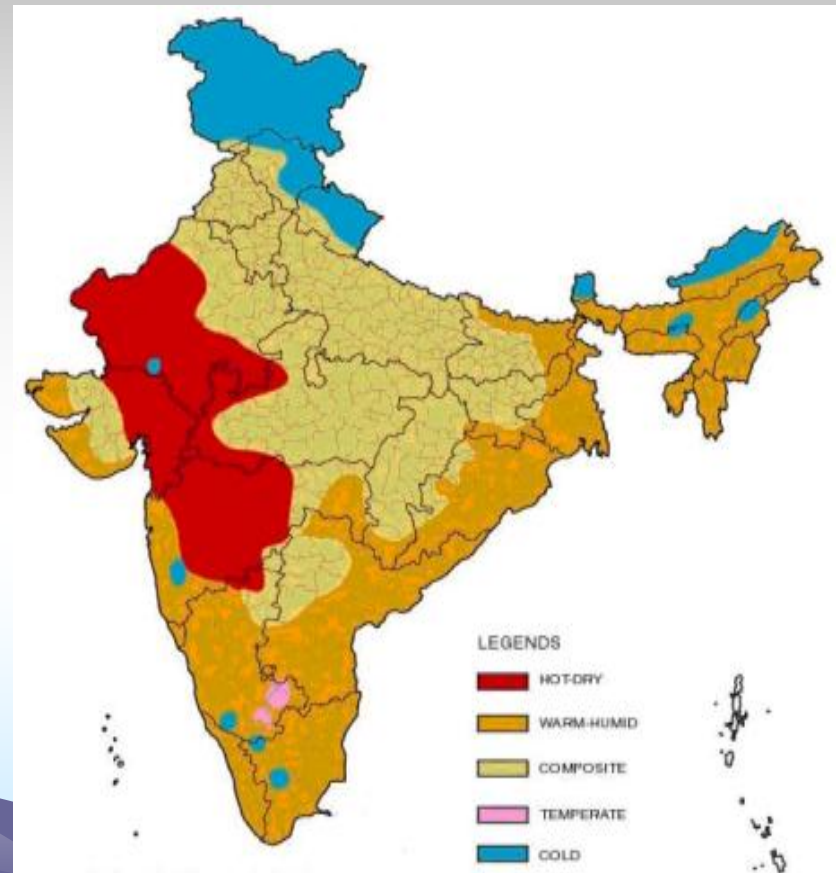 LEGENDS
HOT-DRY
WARM-HUMID
COMPOSITE
TEMPERATE
COLD